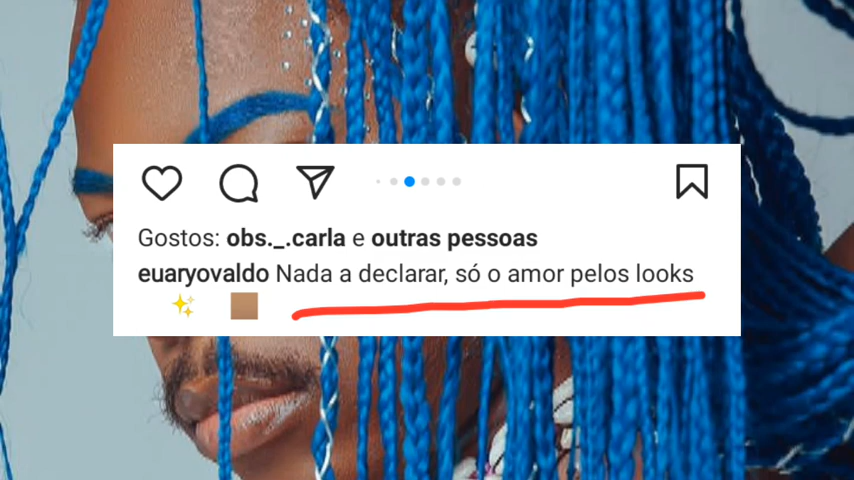 Gostos: obs._.carla e outras pessoas
euaryovaldo Nada a declarar, só o amor pelos looks